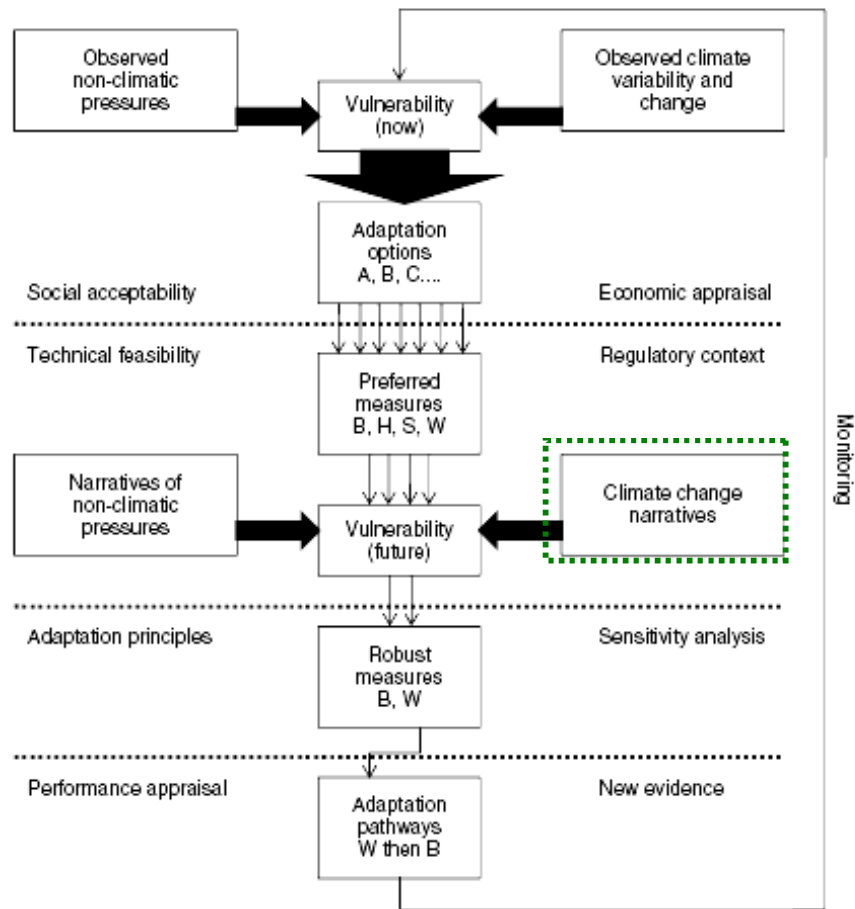 Observed
non-climatic
pressures
Vulnerability
(now)
Observed climate
variability and
change
Adaptation
options
A, B, C....
Social acceptability
Economic appraisal
Technical feasibility
Regulatory context
Preferred
measures
B, H, S, W
Narratives of
non-climatic
pressures
Vulnerability
(future)
Climate change
narratives
Monitoring
Adaptation principles
Sensitivity analysis
Robust
measures
B, W
Performance appraisal
New evidence
Adaptation
pathways
W then B